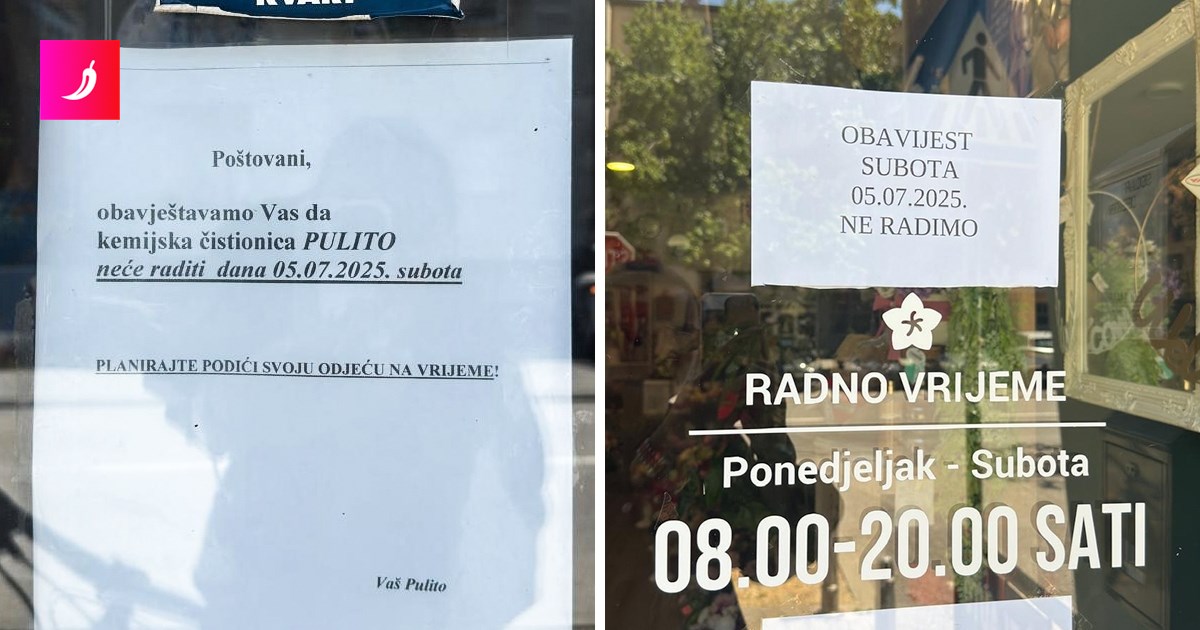 KVART
Poštovani,
obavještavamo Vas da
kemijska čistionica PULITO
neće raditi dana 05.07.2025. subota
PLANIRAJTE PODIĆI SVOJU ODJEĆU NA VRIJEME!
Vaš Pulito
OBAVIJEST
SUBOTA
05.07.2025.
NE RADIMO
RADNO VRIJEME
Ponedjeljak - Subota
08.00-20.00 SATI